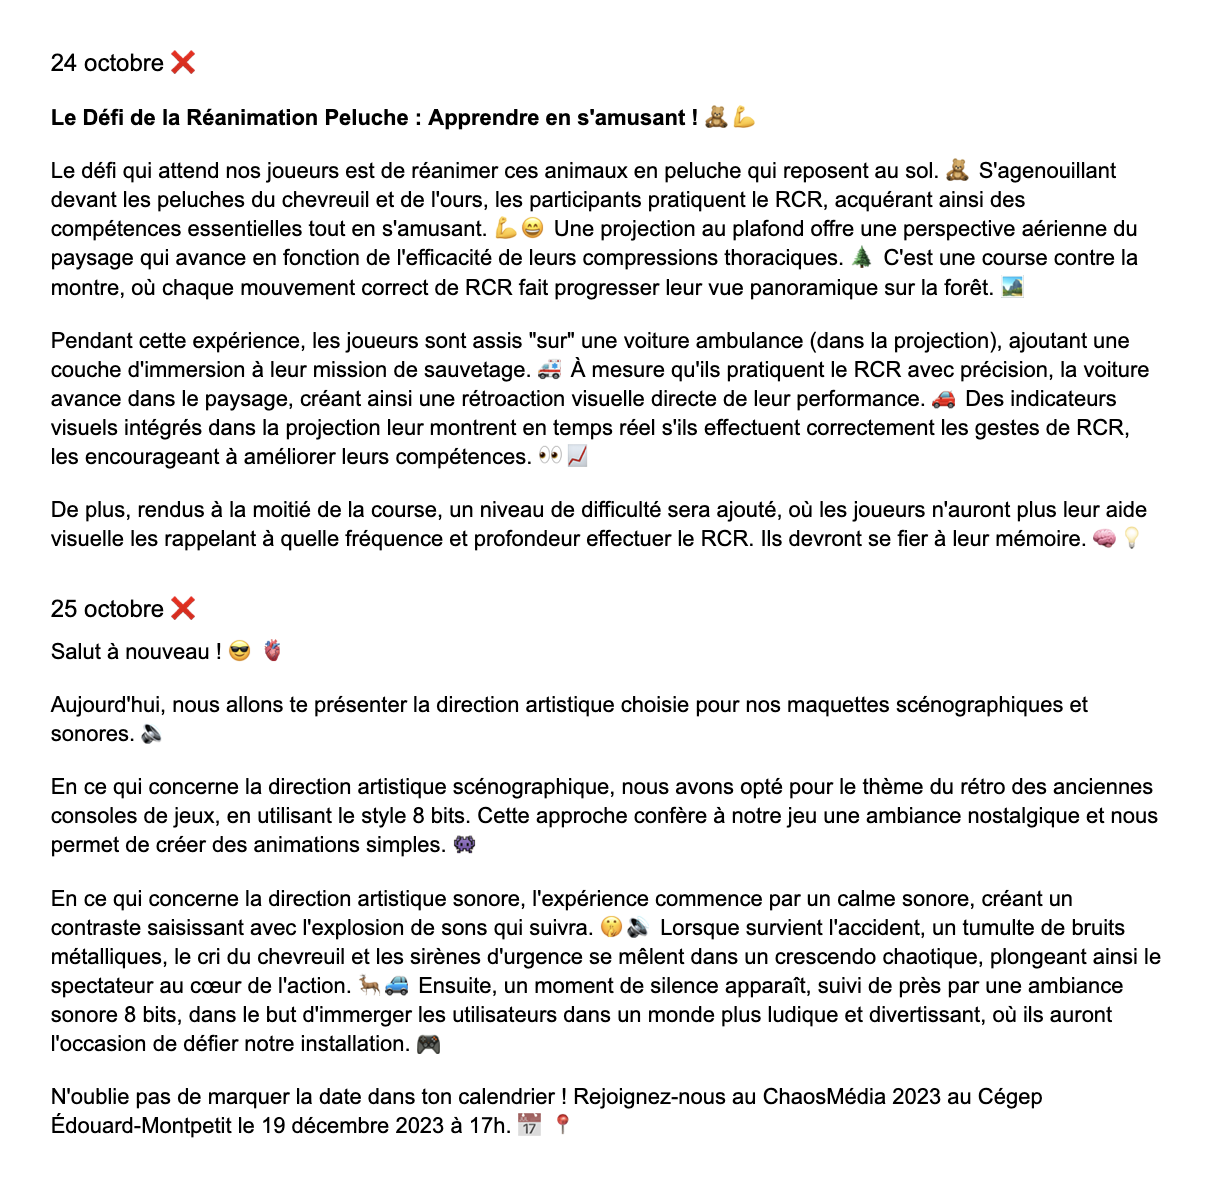 24 octobre ❌
Le Défi de la Réanimation Peluche : Apprendre en s'amusant ! 🧸💪
Le défi qui attend nos joueurs est de réanimer ces animaux en peluche qui reposent au sol. 🧸 S'agenouillant
devant les peluches du chevreuil et de l'ours, les participants pratiquent le RCR, acquérant ainsi des
compétences essentielles tout en s'amusant. 💪😄 Une projection au plafond offre une perspective aérienne du
paysage qui avance en fonction de l'efficacité de leurs compressions thoraciques. 🌲 C'est une course contre la
montre, où chaque mouvement correct de RCR fait progresser leur vue panoramique sur la forêt. 🏞️
Pendant cette expérience, les joueurs sont assis "sur" une voiture ambulance (dans la projection), ajoutant une
couche d'immersion à leur mission de sauvetage. 🚑 À mesure qu'ils pratiquent le RCR avec précision, la voiture
avance dans le paysage, créant ainsi une rétroaction visuelle directe de leur performance. 🚗 Des indicateurs
visuels intégrés dans la projection leur montrent en temps réel s'ils effectuent correctement les gestes de RCR,
les encourageant à améliorer leurs compétences. 👀📈
De plus, rendus à la moitié de la course, un niveau de difficulté sera ajouté, où les joueurs n'auront plus leur aide
visuelle les rappelant à quelle fréquence et profondeur effectuer le RCR. Ils devront se fier à leur mémoire. 🧠💡
25 octobre ❌
Salut à nouveau ! 😎 🫀
Aujourd'hui, nous allons te présenter la direction artistique choisie pour nos maquettes scénographiques et
sonores. 🔊
En ce qui concerne la direction artistique scénographique, nous avons opté pour le thème du rétro des anciennes
consoles de jeux, en utilisant le style 8 bits. Cette approche confère à notre jeu une ambiance nostalgique et nous
permet de créer des animations simples. 👾
En ce qui concerne la direction artistique sonore, l'expérience commence par un calme sonore, créant un
contraste saisissant avec l'explosion de sons qui suivra. 🤫🔊 Lorsque survient l'accident, un tumulte de bruits
métalliques, le cri du chevreuil et les sirènes d'urgence se mêlent dans un crescendo chaotique, plongeant ainsi le
spectateur au cœur de l'action. 🦌🚙 Ensuite, un moment de silence apparaît, suivi de près par une ambiance
sonore 8 bits, dans le but d'immerger les utilisateurs dans un monde plus ludique et divertissant, où ils auront
l'occasion de défier notre installation. 🎮
N'oublie pas de marquer la date dans ton calendrier ! Rejoignez-nous au ChaosMédia 2023 au Cégep
Édouard-Montpetit le 19 décembre 2023 à 17h. 📅 📍